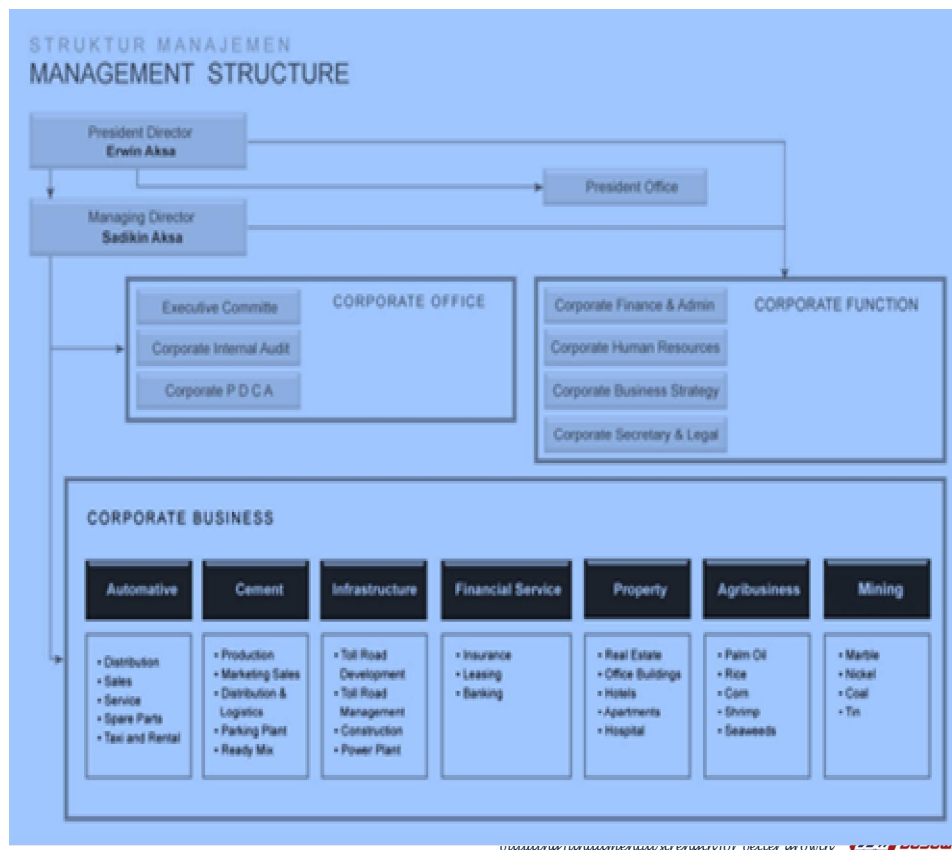 STRUKTUR MANAJEMEN
MANAGEMENT STRUCTURE
President Director
Erwin Aksa
President Office
Managing Director
Sadikin Aksa
CORPORATE OFFICE
Executive Committe
Corporate Internal Audit
Corporate P D C A
CORPORATE FUNCTION
Corporate Finance & Admin
Corporate Human Resources
Corporate Business Strategy
Corporate Secretary & Legal
CORPORATE BUSINESS
Automative
• Distribution
• Sales
• Service
• Spare Parts
• Taxi and Rental
Cement
• Production
• Marketing Sales
• Distribution &
Logistics
• Parking Plant
• Ready Mix
Infrastructure
• Toll Road
Development
• Toll Road
Management
• Construction
• Power Plant
Financial Service
• Insurance
• Leasing
• Banking
Property
• Real Estate
• Office Buildings
• Hotels
• Apartments
• Hospital
Agribusiness
• Palm Oil
• Rice
• Corn
• Shrimp
• Seaweeds
Mining
• Marble
• Nickel
• Coal
• Tin